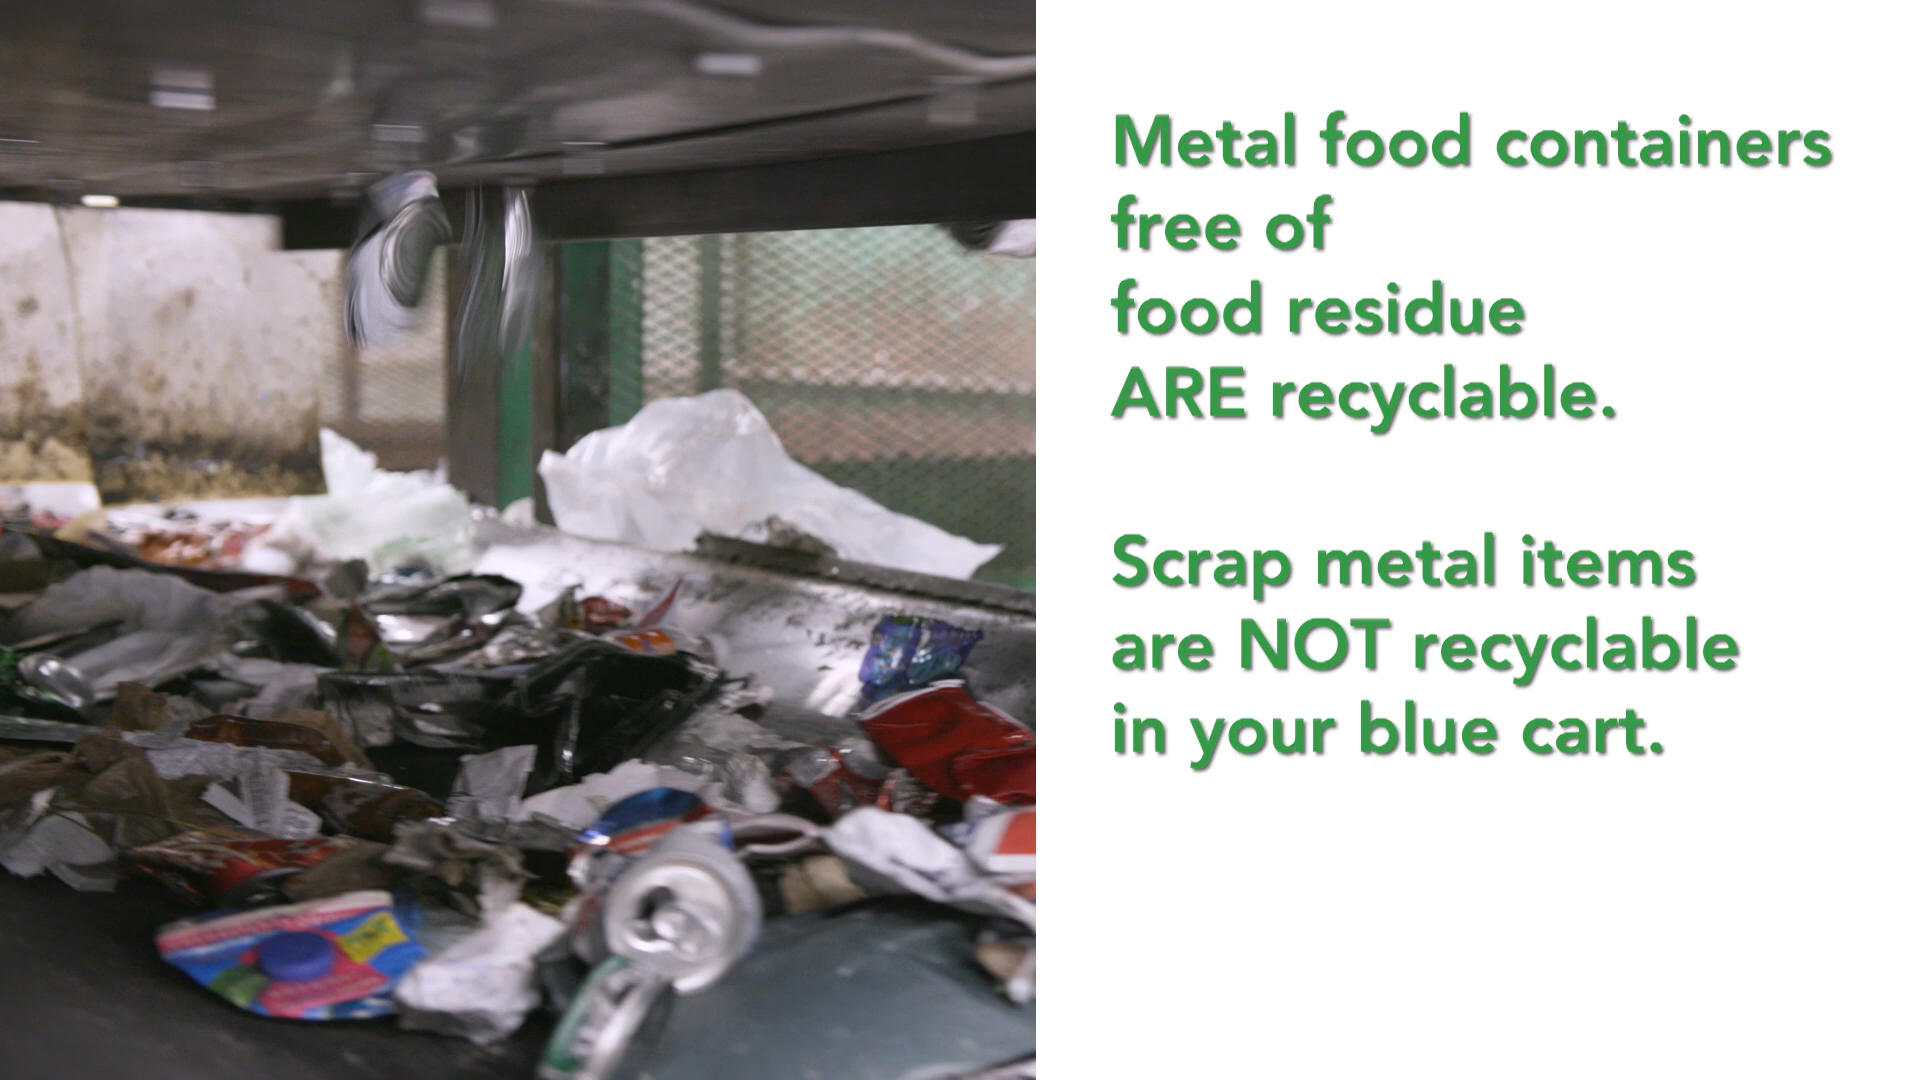 Metal food containers
free of
food residue
ARE recyclable.
Scrap metal items
are NOT recyclable
in your blue cart.